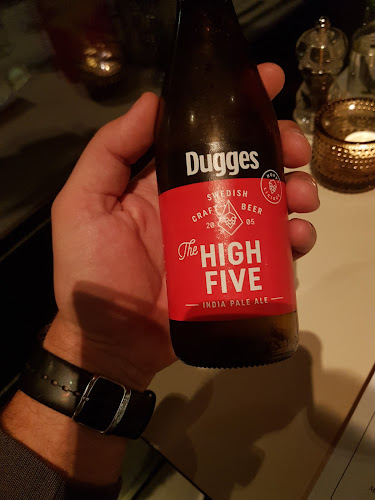 Dugges
SWEDISH
CRAFT BEER
20 05
The HIGH
FIVE
INDIA PALE ALE